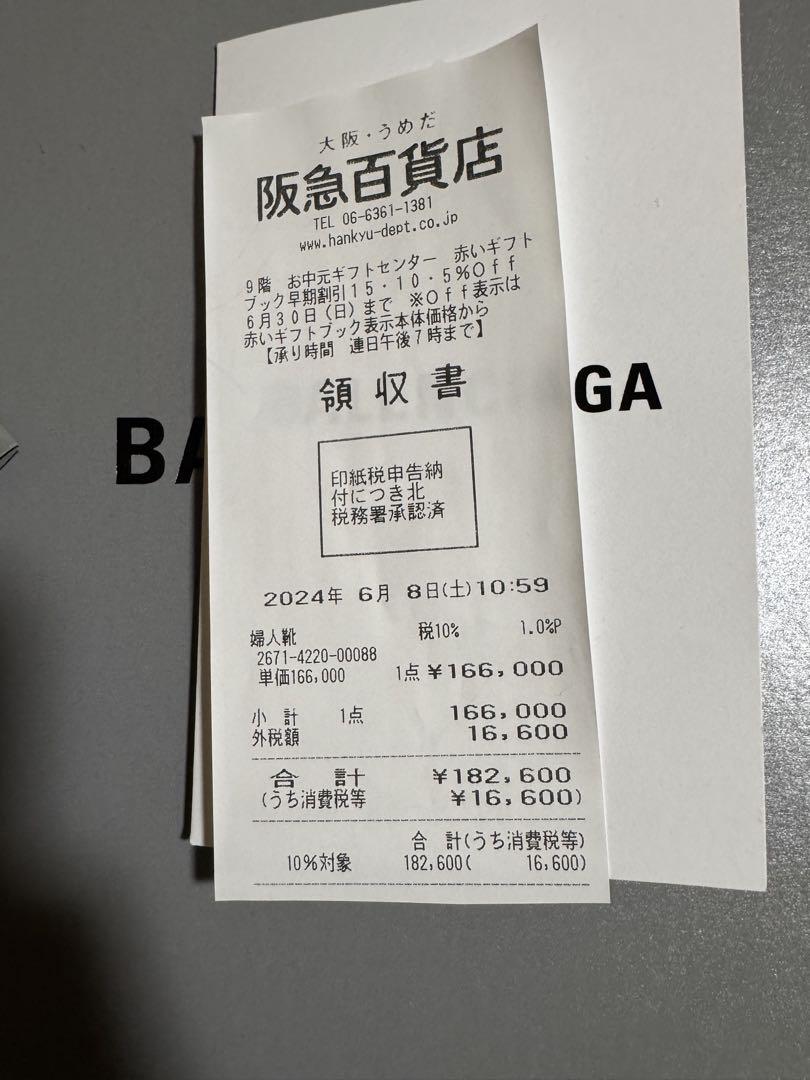 大阪・うめだ
阪急百貨店
TEL 06-6361-1381
www.hankyu-dept.co.jp
9階 お中元ギフトセンター 赤いギフト
ブック早期割引15・10・5%Off
6月30日(日)まで ※Off表示は
赤いギフトブック表示本体価格から
【承り時間 連日午後7時まで】
領収書
BA GA
印紙税申告納
付につき北
税務署承認済
2024年 6月 8日(土)10:59
婦人靴 税10% 1.0%P
2671-4220-00088
単価166,000 1点 ¥166,000
小 計 1点 166,000
外税額 16,600
合 計 ¥182,600
(うち消費税等 ¥16,600)
合 計(うち消費税等)
10%対象 182,600( 16,600)